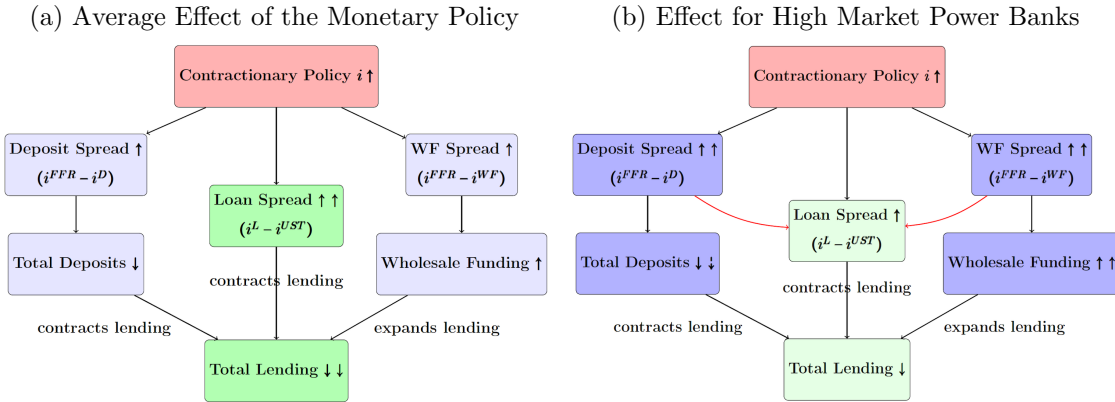 (a) Average Effect of the Monetary Policy
Contractionary Policy i ↑
Deposit Spread ↑
(i^FFR − i^D)
WF Spread ↑
(i^FFR − i^WF)
Loan Spread ↑ ↑
(i^L − i^UST)
Total Deposits ↓
Wholesale Funding ↑
contracts lending
contracts lending
expands lending
Total Lending ↓ ↓
(b) Effect for High Market Power Banks
Contractionary Policy i ↑
Deposit Spread ↑ ↑
(i^FFR − i^D)
WF Spread ↑ ↑
(i^FFR − i^WF)
Loan Spread ↑
(i^L − i^UST)
Total Deposits ↓ ⇣
Wholesale Funding ↑ ↑
contracts lending
contracts lending
expands lending
Total Lending ↓